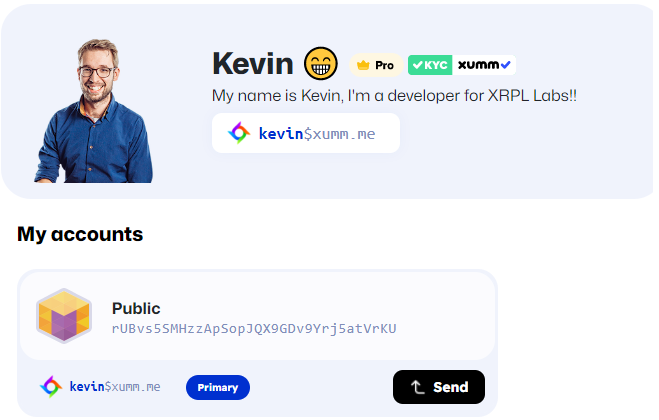 Kevin 😁 Pro KYC xumm
My name is Kevin, I'm a developer for XRPL Labs!!
kevin$xumm.me
My accounts
Public
rUBvs5SMHzzApSopJQX9GDv9Yrj5atVrKU
kevin$xumm.me Primary Send